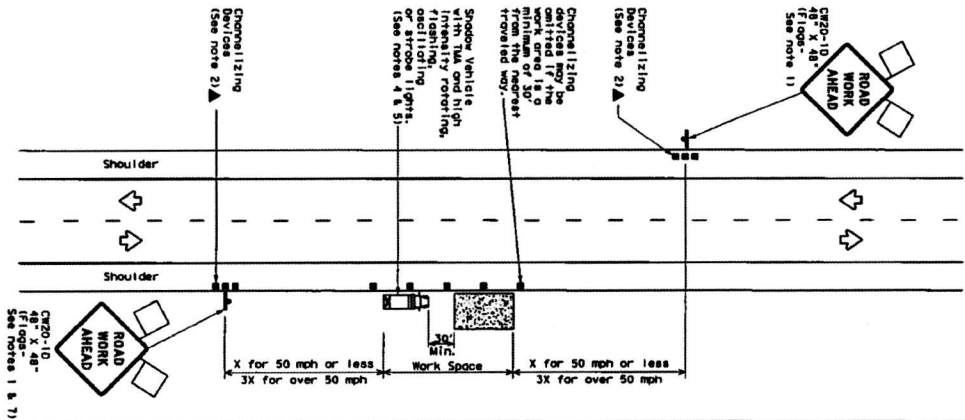 CW20-1D
48" X 48"
(Flags-
See note 1)
ROAD
WORK
AHEAD
Channelizing
Devices
(See note 2)▲
Channelizing
devices may be
omitted if the
work area is a
minimum of 30'
from the nearest
traveled way.
Shadow Vehicle
with TMA and high
intensity rotating,
flashing,
oscillating
or strobe lights.
(See notes 4 & 5)
Channelizing
Devices
(See note 2)▲
Shoulder
Shoulder
30'
Min.
X for 50 mph or less
3X for over 50 mph
Work Space
X for 50 mph or less
3X for over 50 mph
ROAD
WORK
AHEAD
CW20-1D
48" X 48"
(Flags-
See notes 1 & 7)